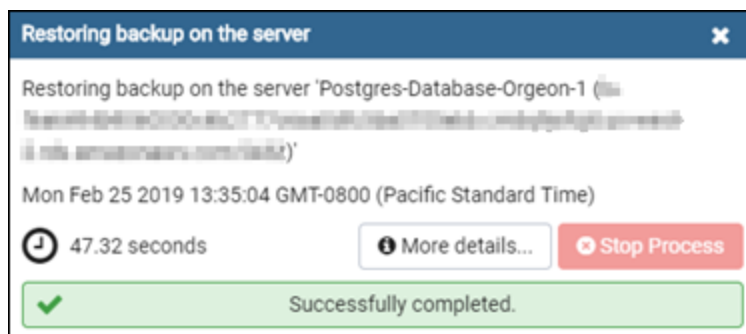 Restoring backup on the server
Restoring backup on the server 'Postgres-Database-Orgeon-1 (
)'
Mon Feb 25 2019 13:35:04 GMT-0800 (Pacific Standard Time)
47.32 seconds
More details...
Stop Process
Successfully completed.